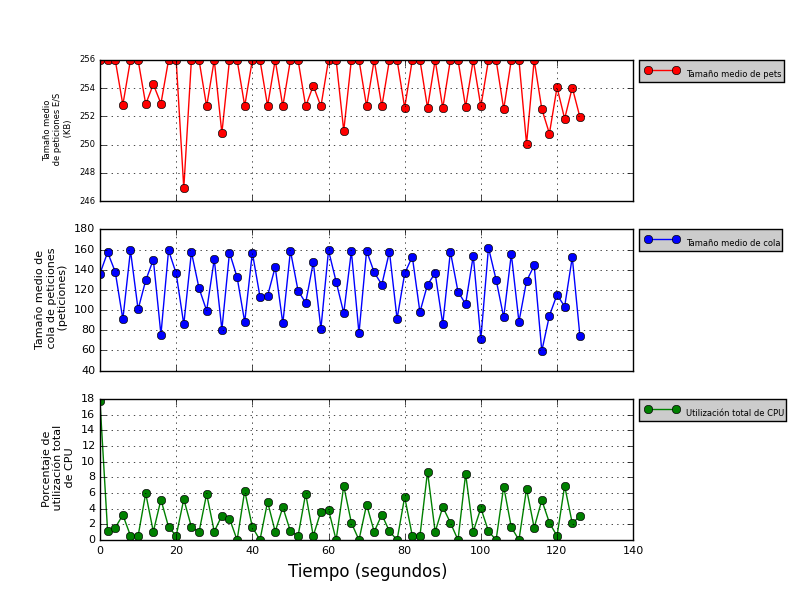 256
254
252
250
248
246
Tamaño medio
de peticiones E/S
(KB)
Tamaño medio de pets
180
160
140
120
100
80
60
40
Tamaño medio de
cola de peticiones
(peticiones)
Tamaño medio de cola
18
16
14
12
10
8
6
4
2
0
Porcentaje de
utilización total
de CPU
Utilización total de CPU
0 20 40 60 80 100 120 140
Tiempo (segundos)